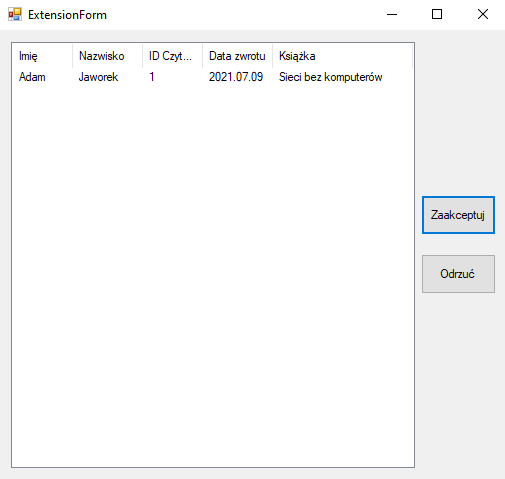 ExtensionForm
Imię Nazwisko ID Czyt... Data zwrotu Książka
Adam Jaworek 1 2021.07.09 Sieci bez komputerów
Zaakceptuj
Odrzuć